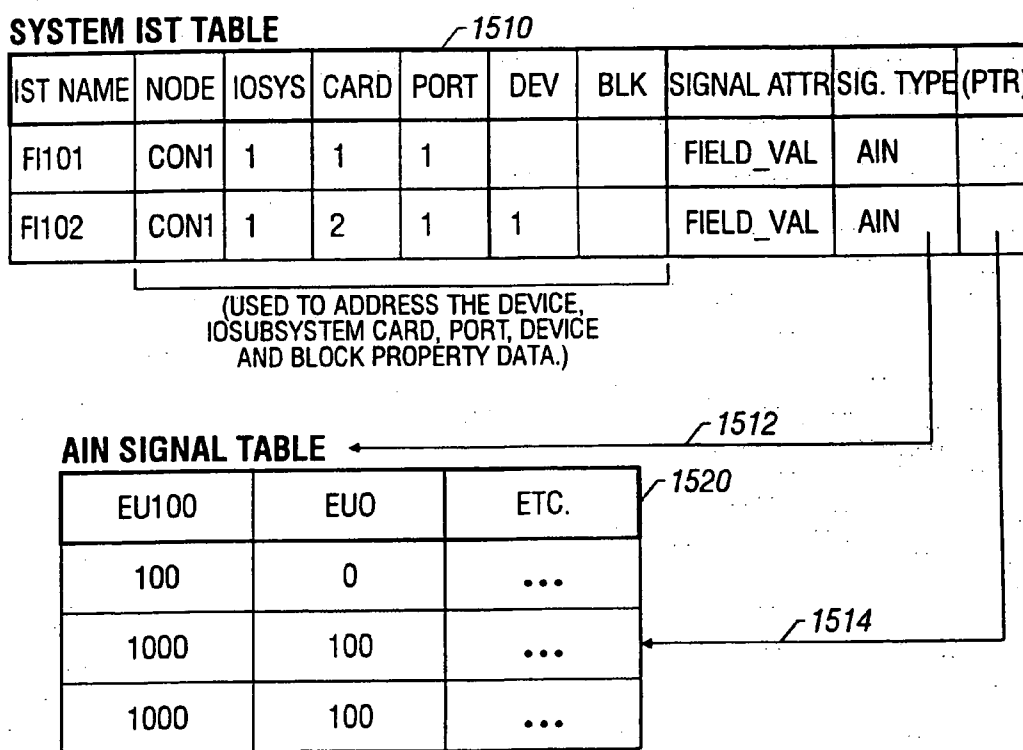 SYSTEM IST TABLE 1510
IST NAME NODE IOSYS CARD PORT DEV BLK SIGNAL ATTR SIG. TYPE (PTR)
FI101 CON1 1 1 1 FIELD_VAL AIN
FI102 CON1 1 2 1 1 FIELD_VAL AIN
(USED TO ADDRESS THE DEVICE,
IOSUBSYSTEM CARD, PORT, DEVICE
AND BLOCK PROPERTY DATA.)
1512
AIN SIGNAL TABLE
1520
EU100 EU0 ETC.
100 0 •••
1514
1000 100 •••
1000 100 •••